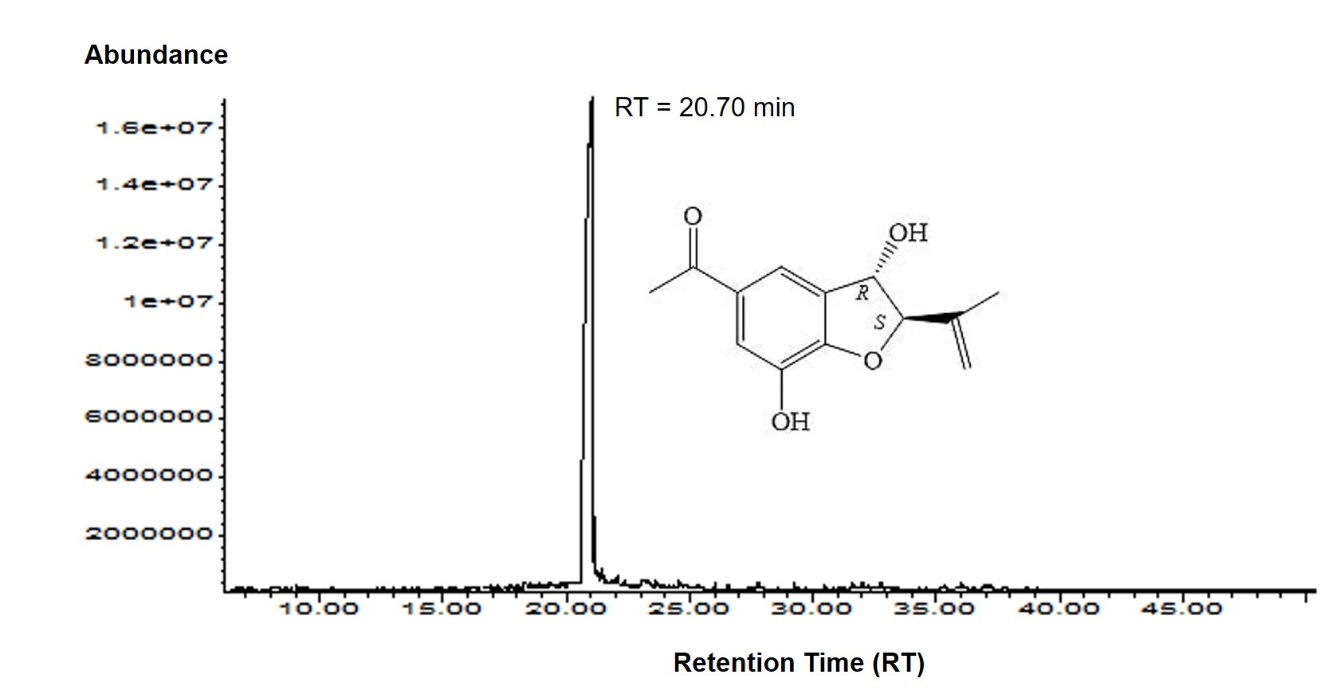 Abundance
RT = 20.70 min
1.6e+07
1.4e+07
1.2e+07
1e+07
8000000
6000000
4000000
2000000
O
OH
R
S
O
OH
10.00 15.00 20.00 25.00 30.00 35.00 40.00 45.00
Retention Time (RT)